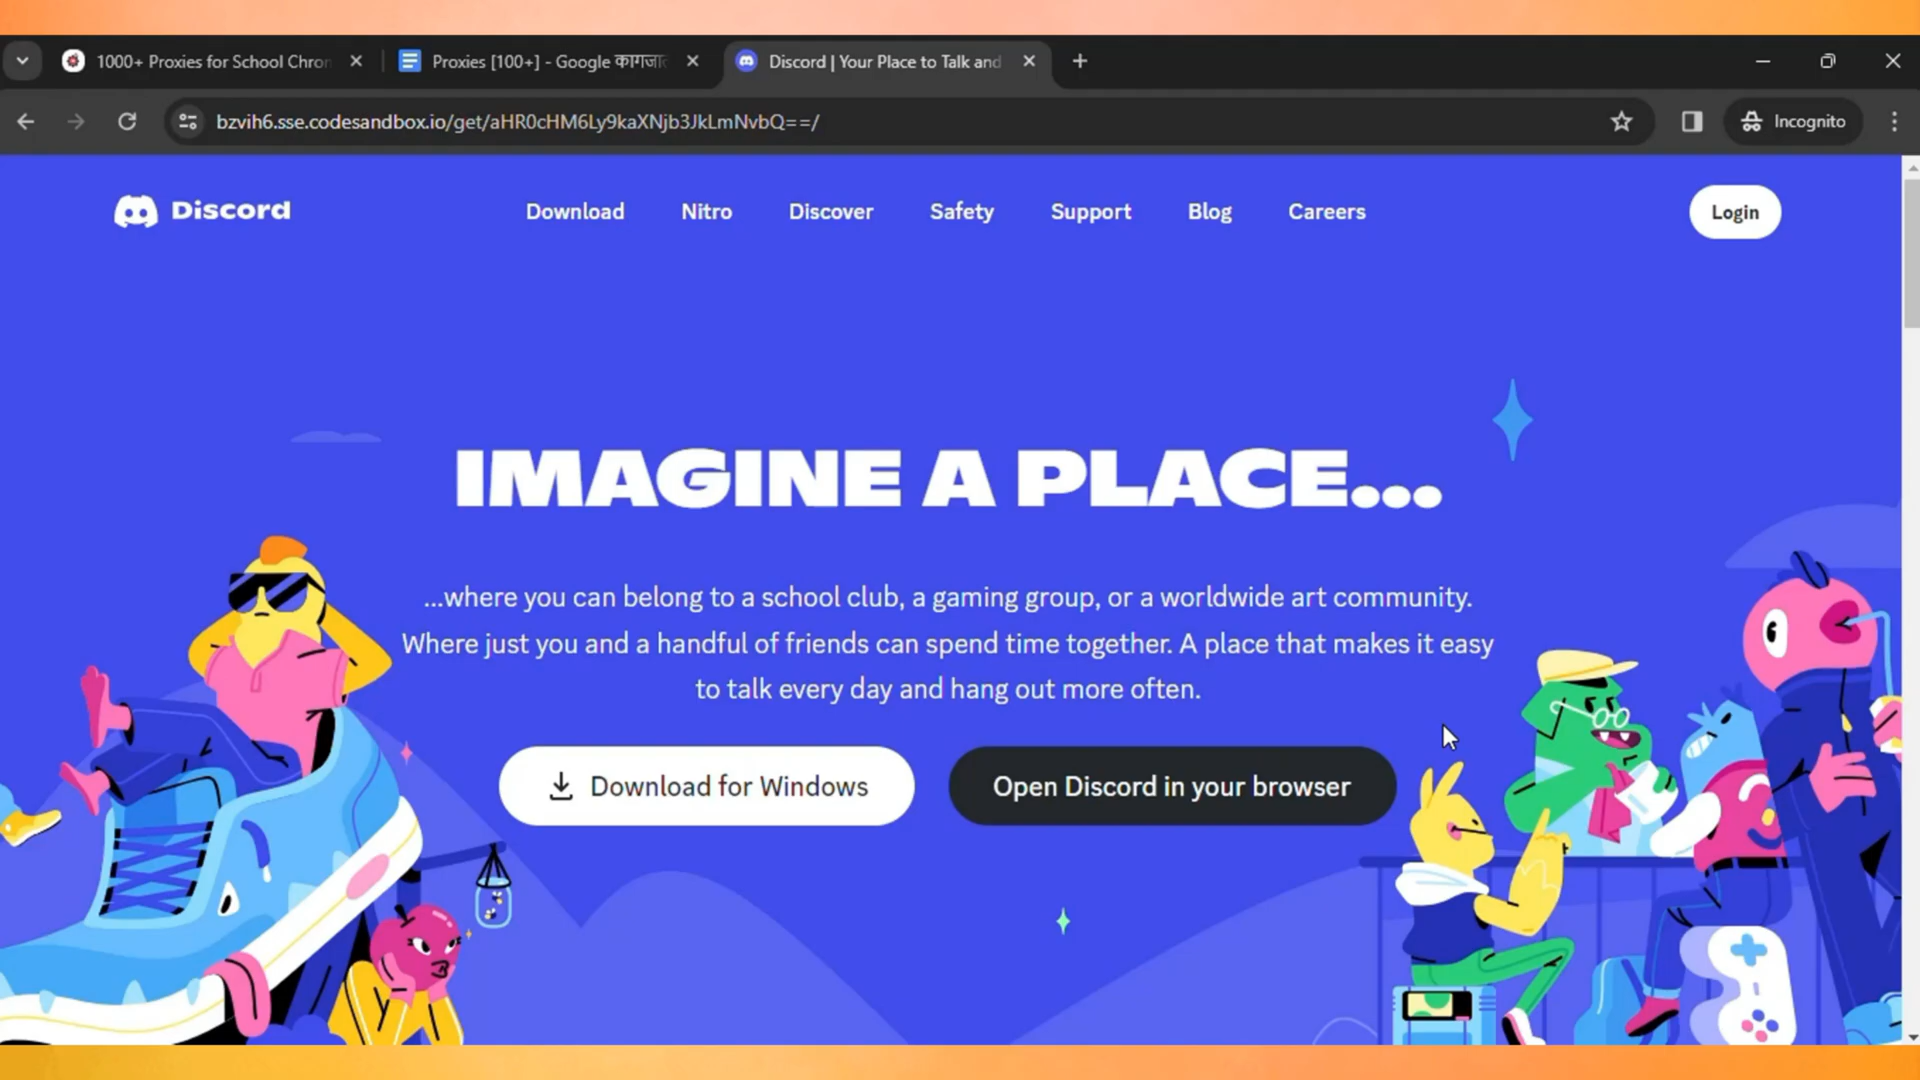 1000+ Proxies for School Chron
Proxies [100+] - Google कागजात
Discord | Your Place to Talk and
bzvih6.sse.codesandbox.io/get/aHR0cHM6Ly9kaXNjb3JkLmNvbQ==/
Incognito
Discord
Download
Nitro
Discover
Safety
Support
Blog
Careers
Login
IMAGINE A PLACE...
...where you can belong to a school club, a gaming group, or a worldwide art community.
Where just you and a handful of friends can spend time together. A place that makes it easy
to talk every day and hang out more often.
Download for Windows
Open Discord in your browser